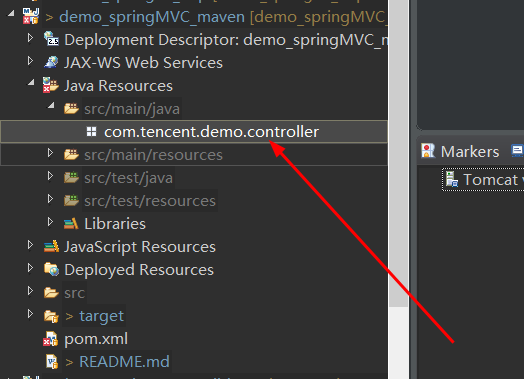 > demo_springMVC_maven [demo_springMVC_
Deployment Descriptor: demo_springMVC_m
JAX-WS Web Services
Java Resources
src/main/java
com.tencent.demo.controller
src/main/resources
src/test/java
src/test/resources
Libraries
JavaScript Resources
Deployed Resources
src
> target
pom.xml
> README.md
Markers
Tomcat v